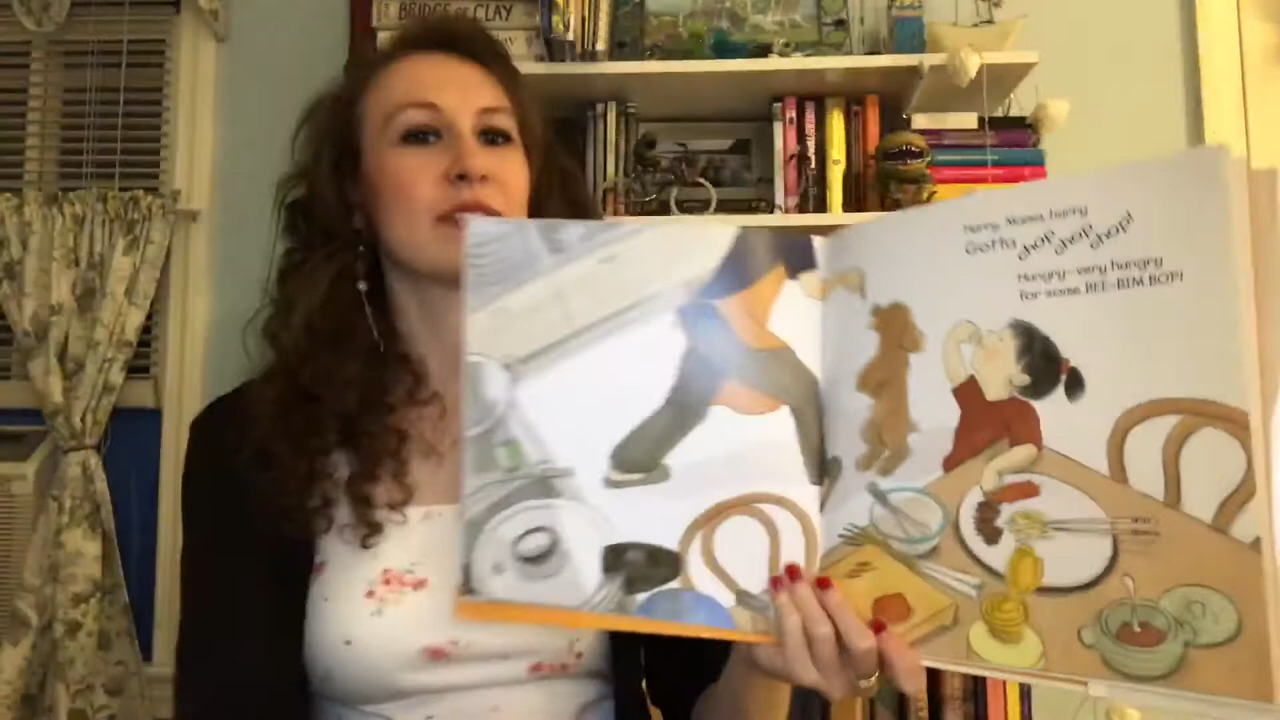 BRIDGE OF CLAY
Hurry, Mama, hurry
Gotta chop chop chop!
Hungry—very hungry
for some BEE-BIM BOP!